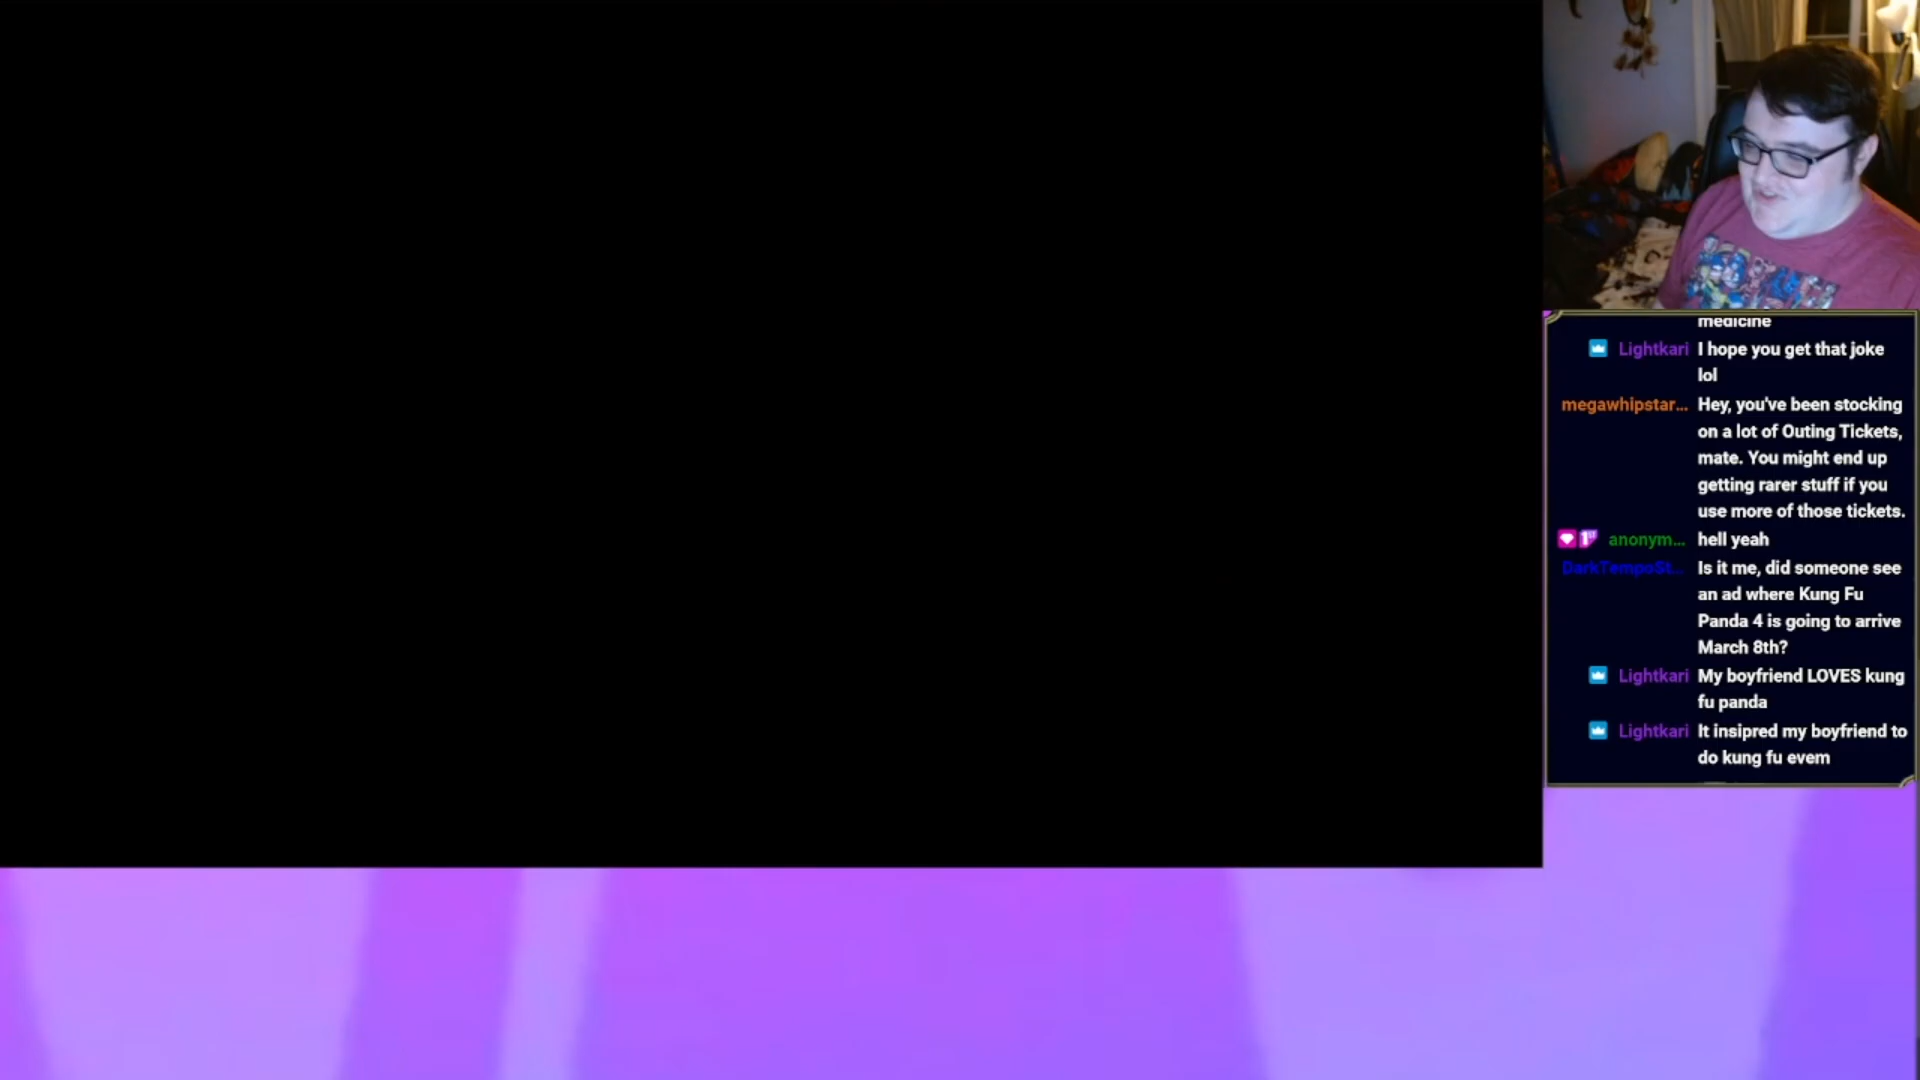 medicine
Lightkari I hope you get that joke
lol
megawhipstar... Hey, you've been stocking
on a lot of Outing Tickets,
mate. You might end up
getting rarer stuff if you
use more of those tickets.
anonym... hell yeah
DarkTempoSt... Is it me, did someone see
an ad where Kung Fu
Panda 4 is going to arrive
March 8th?
Lightkari My boyfriend LOVES kung
fu panda
Lightkari It insipred my boyfriend to
do kung fu evem